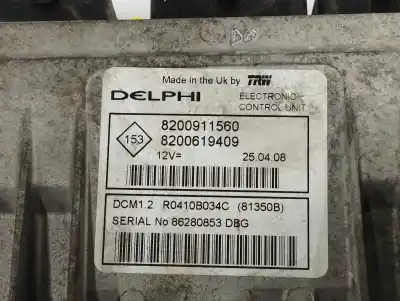 Made in the Uk by TRW
DELPHI
ELECTRONIC
CONTROL UNIT
153
8200911560
8200619409
12V=
25.04.08
DCM1.2 R0410B034C (81350B)
SERIAL No 86280853 DBG